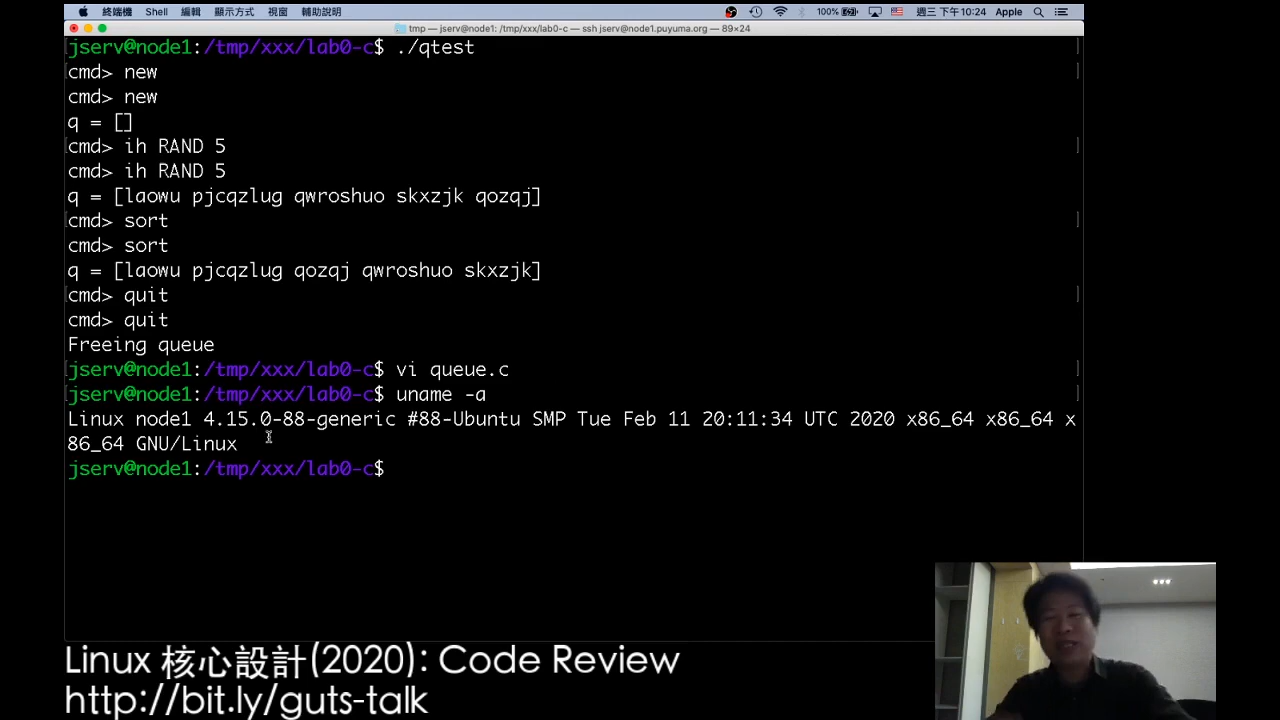 終端機 Shell 編輯 顯示方式 視窗 輔助說明 100% 週三 下午10:24 Apple
tmp — jserv@node1: /tmp/xxx/lab0-c — ssh jserv@node1.puyuma.org — 89×24
jserv@node1:/tmp/xxx/lab0-c$ ./qtest
cmd> new
cmd> new
q = []
cmd> ih RAND 5
cmd> ih RAND 5
q = [laowu pjcqzlug qwroshuo skxzjk qozqj]
cmd> sort
cmd> sort
q = [laowu pjcqzlug qozqj qwroshuo skxzjk]
cmd> quit
cmd> quit
Freeing queue
jserv@node1:/tmp/xxx/lab0-c$ vi queue.c
jserv@node1:/tmp/xxx/lab0-c$ uname -a
Linux node1 4.15.0-88-generic #88-Ubuntu SMP Tue Feb 11 20:11:34 UTC 2020 x86_64 x86_64 x
86_64 GNU/Linux
jserv@node1:/tmp/xxx/lab0-c$
Linux 核心設計(2020): Code Review
http://bit.ly/guts-talk